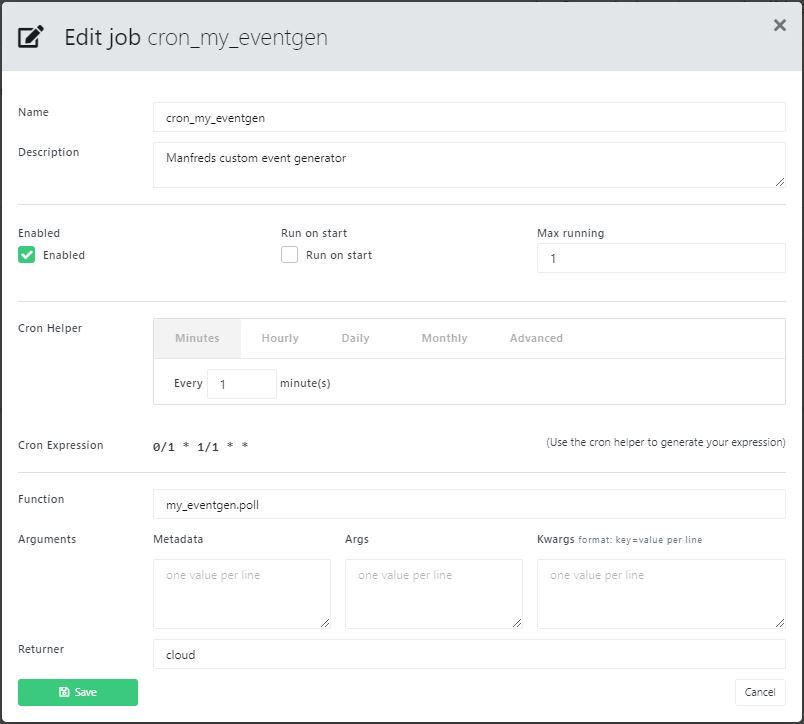 Edit job cron_my_eventgen
Name
cron_my_eventgen
Description
Manfreds custom event generator
Enabled
Run on start
Max running
Enabled
Run on start
1
Cron Helper
Minutes
Hourly
Daily
Monthly
Advanced
Every 1 minute(s)
Cron Expression
0/1 * 1/1 * *
(Use the cron helper to generate your expression)
Function
my_eventgen.poll
Arguments
Metadata
Args
Kwargs format: key=value per line
one value per line
one value per line
one value per line
Returner
cloud
Save
Cancel